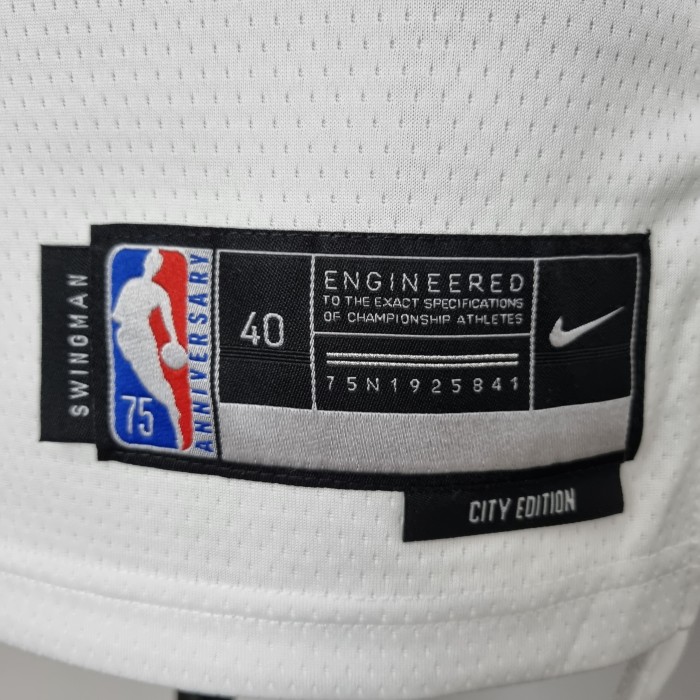 SWINGMAN
75
ANNIVERSARY
40
ENGINEERED
TO THE EXACT SPECIFICATIONS
OF CHAMPIONSHIP ATHLETES
75N1925841
CITY EDITION